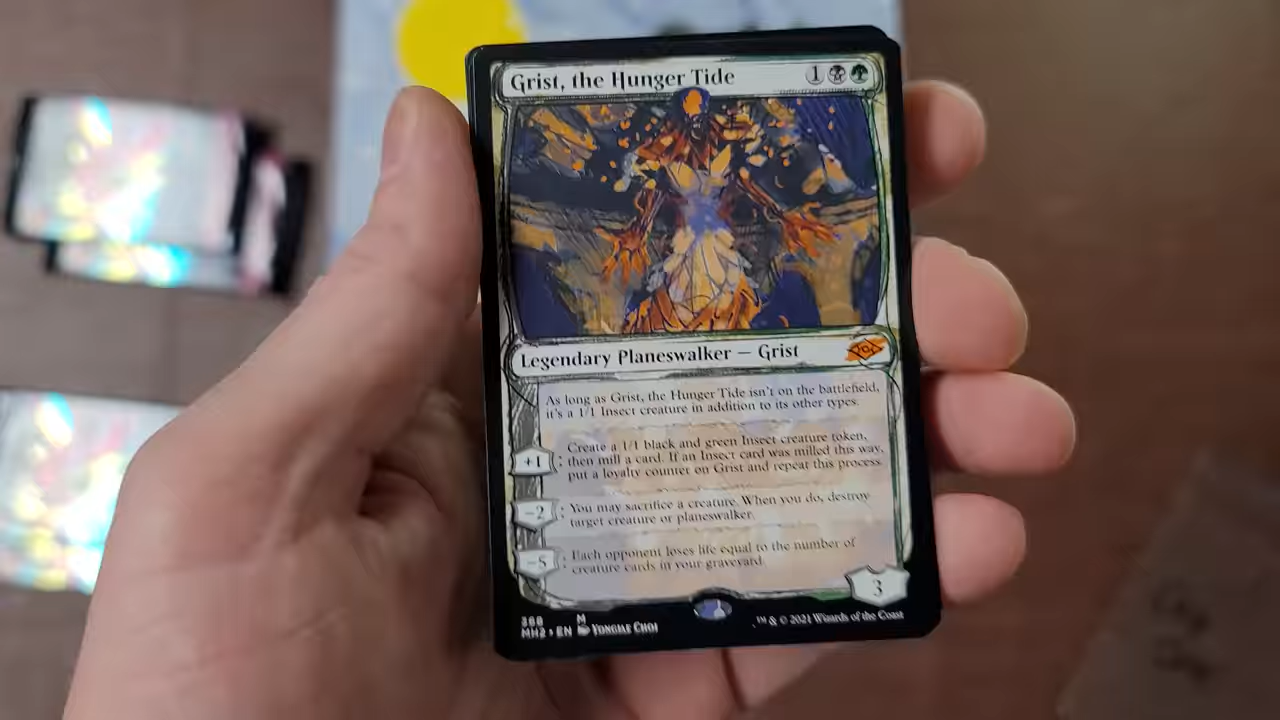 Grist, the Hunger Tide 1
Legendary Planeswalker — Grist
As long as Grist, the Hunger Tide isn't on the battlefield,
it's a 1/1 Insect creature in addition to its other types.
+1: Create a 1/1 black and green Insect creature token,
then mill a card. If an Insect card was milled this way,
put a loyalty counter on Grist and repeat this process.
-2: You may sacrifice a creature. When you do, destroy
target creature or planeswalker.
-5: Each opponent loses life equal to the number of
creature cards in your graveyard.
3
388 M
MH2 • EN Yongjae Choi ™ & © 2021 Wizards of the Coast